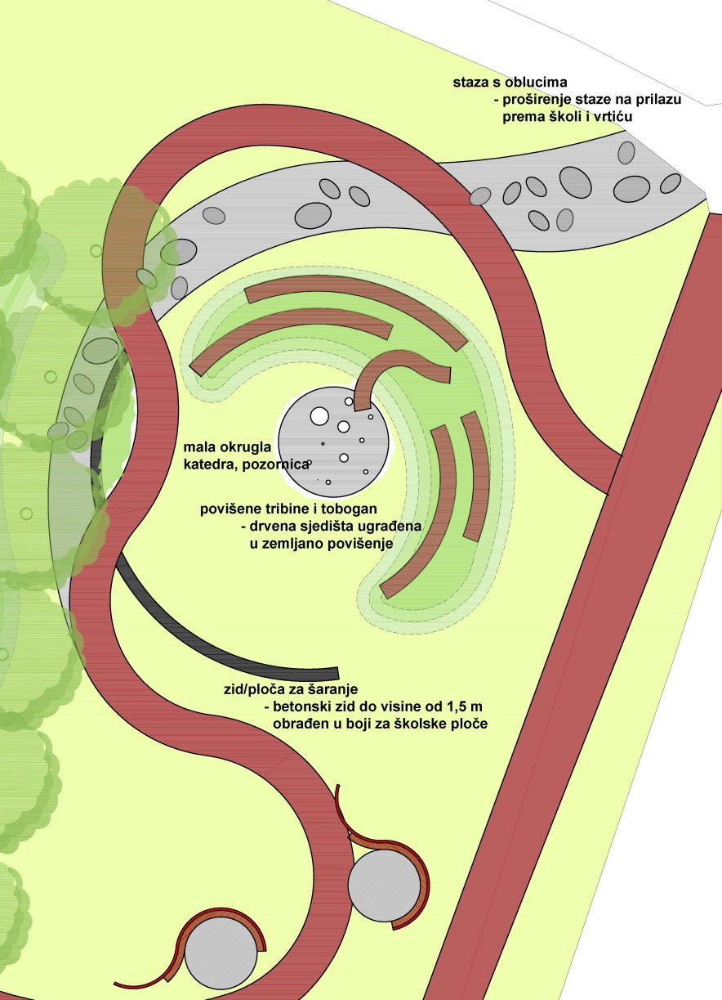 staza s oblucima
- proširenje staze na prilazu
prema školi i vrtiću
mala okrugla
katedra, pozornica
povišene tribine i tobogan
- drvena sjedišta ugrađena
u zemljano povišenje
zid/ploča za šaranje
- betonski zid do visine od 1,5 m
obrađen u boji za školske ploče